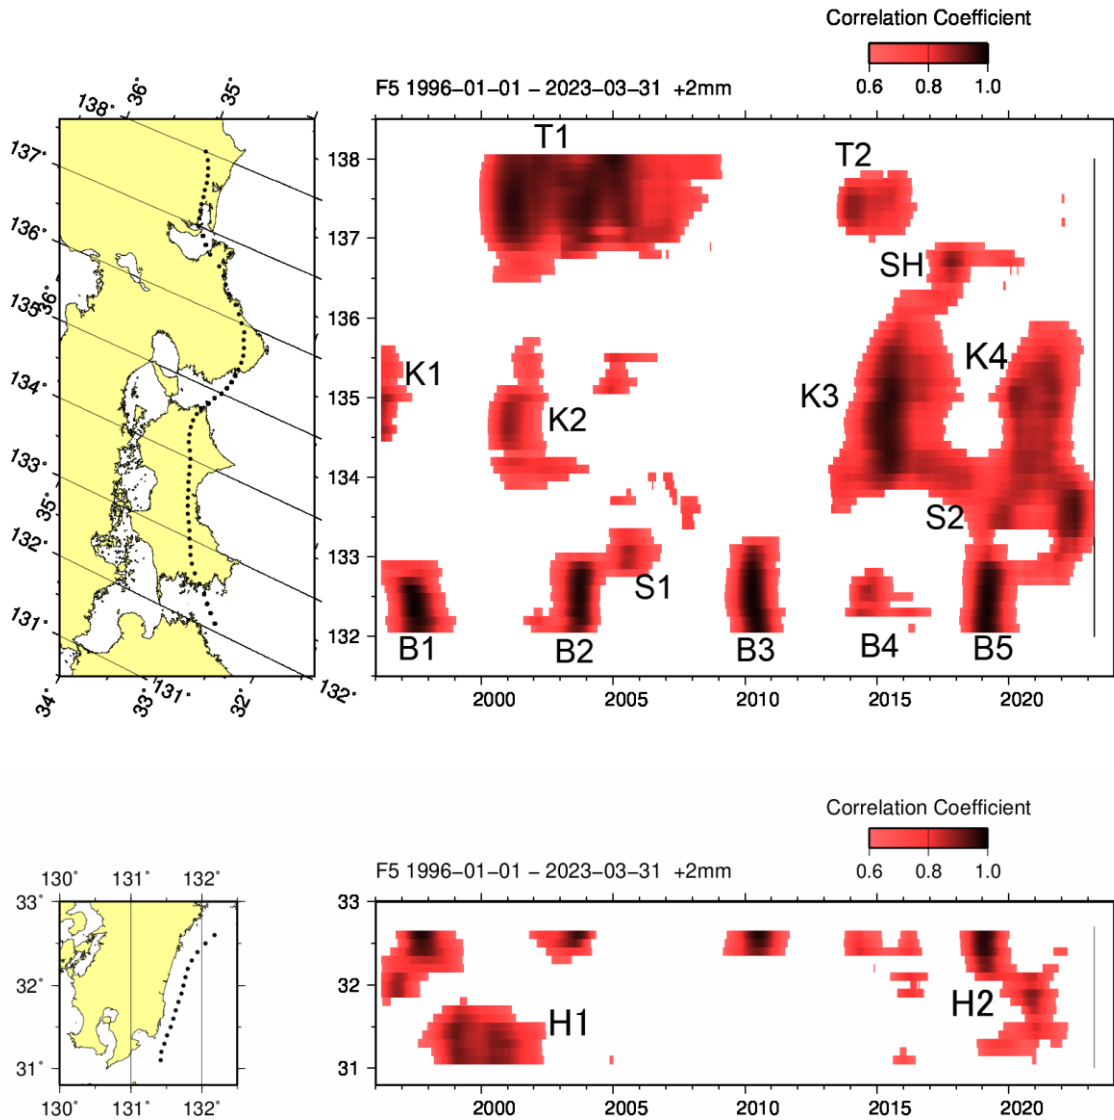 Correlation Coefficient
0.6 0.8 1.0
F5 1996-01-01 - 2023-03-31 +2mm
138° 36° 35°
137°
136°
36°
135°
134°
133°
35°
132°
131°
34° 33° 131° 32° 132°
138
137
136
135
134
133
132
T1
T2
SH
K1
K2
K3
K4
S2
S1
B1 B2 B3 B4 B5
2000 2005 2010 2015 2020
Correlation Coefficient
0.6 0.8 1.0
F5 1996-01-01 - 2023-03-31 +2mm
130° 131° 132°
33°
32°
31°
130° 131° 132°
33
32
31
H1
H2
2000 2005 2010 2015 2020